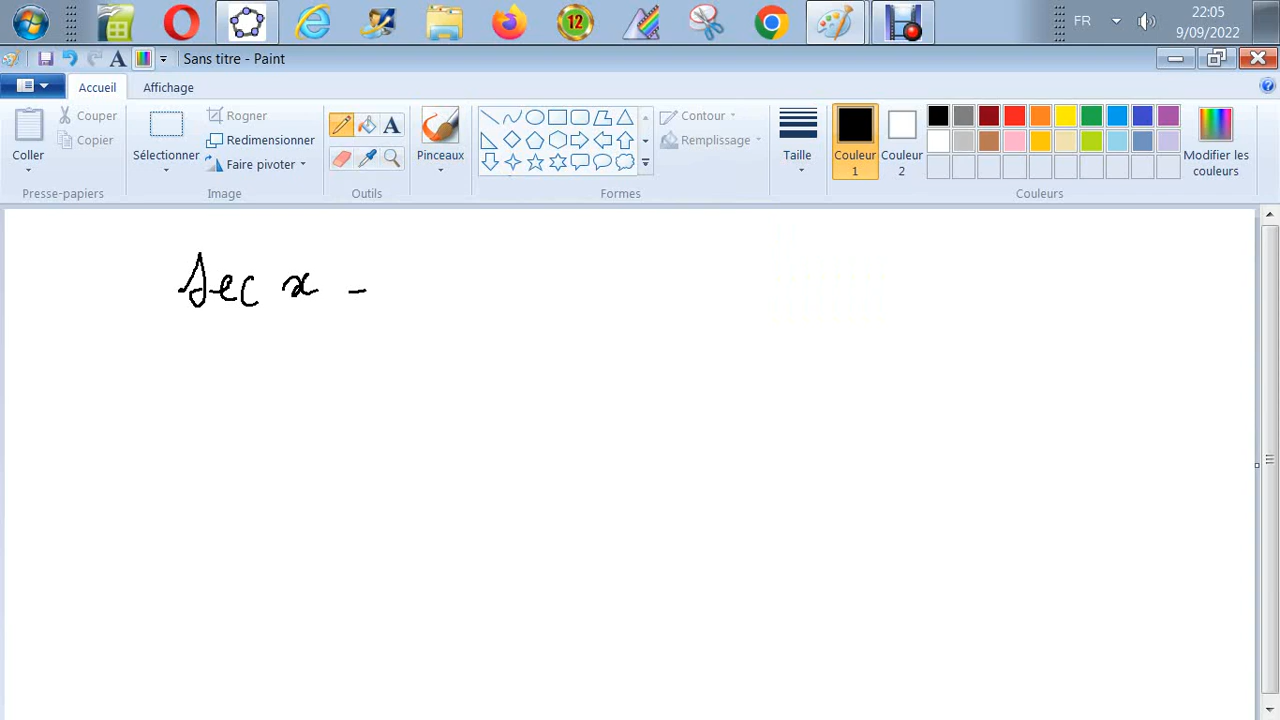 12
FR
22:05
9/09/2022
Sans titre - Paint
Accueil
Affichage
Coller
Couper
Copier
Presse-papiers
Sélectionner
Rogner
Redimensionner
Faire pivoter
Image
A
Outils
Pinceaux
Contour
Remplissage
Formes
Taille
Couleur 1
Couleur 2
Modifier les couleurs
Couleurs
Sec x -